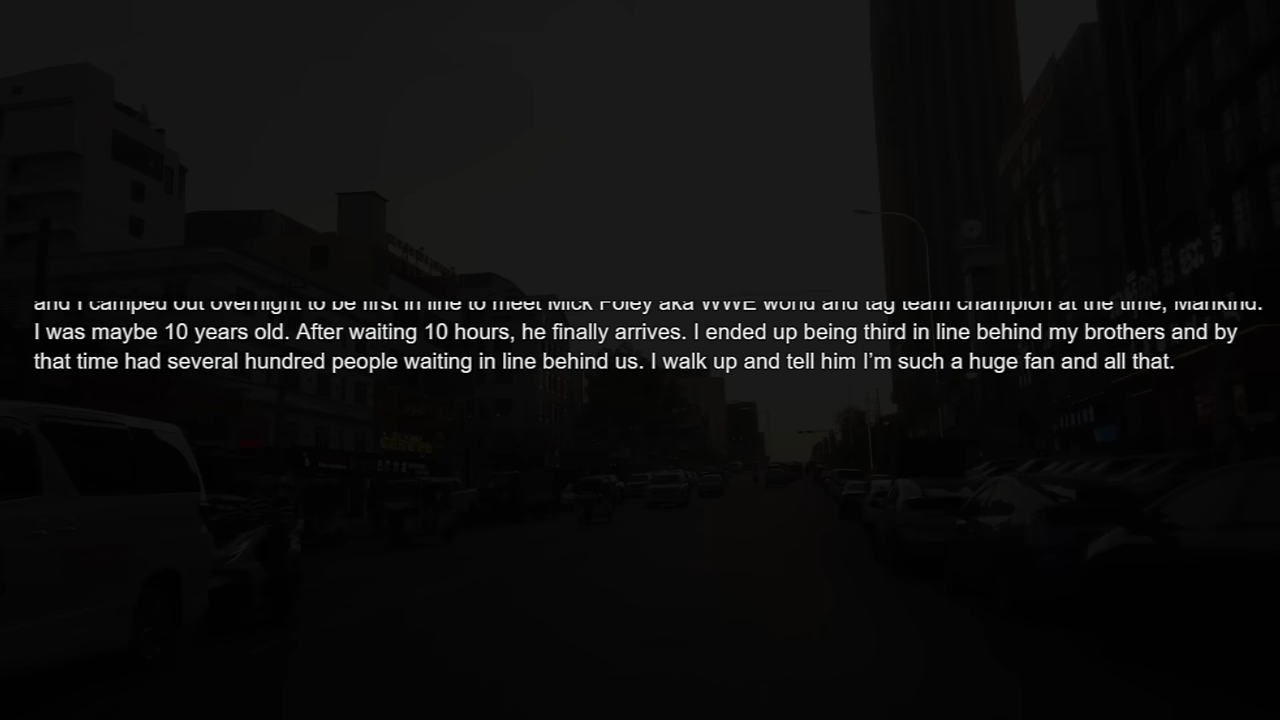 and I camped out overnight to be first in line to meet Mick Foley aka WWE world and tag team champion at the time, Mankind.
I was maybe 10 years old. After waiting 10 hours, he finally arrives. I ended up being third in line behind my brothers and by
that time had several hundred people waiting in line behind us. I walk up and tell him I’m such a huge fan and all that.